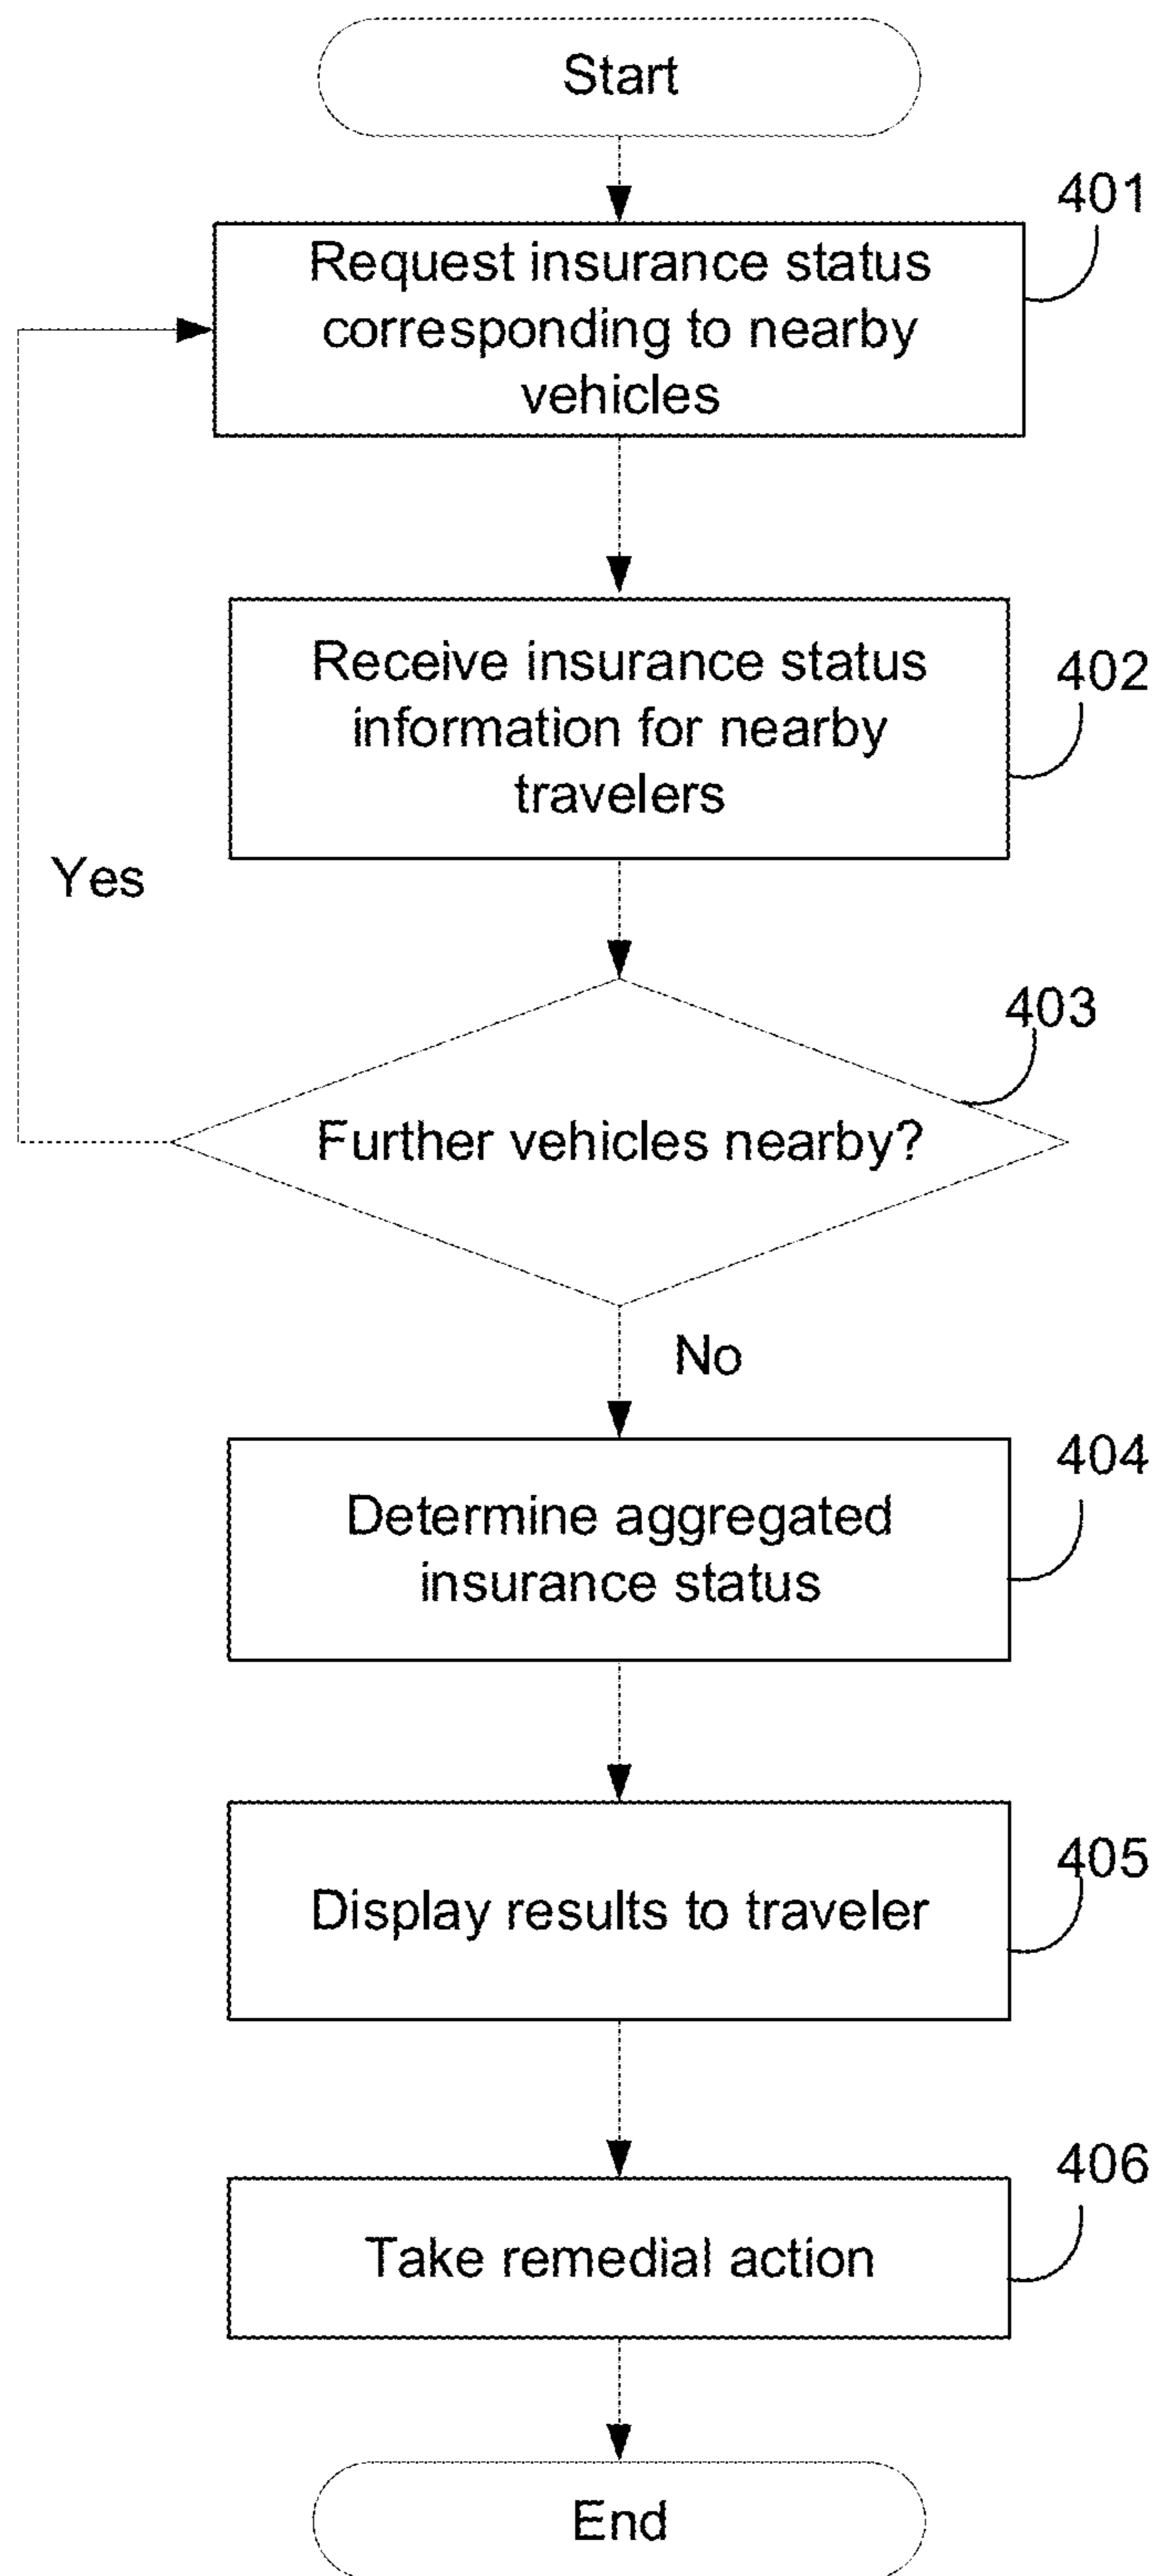 Start
401
Request insurance status
corresponding to nearby
vehicles
402
Receive insurance status
information for nearby
travelers
Yes
403
Further vehicles nearby?
No
404
Determine aggregated
insurance status
405
Display results to traveler
406
Take remedial action
End